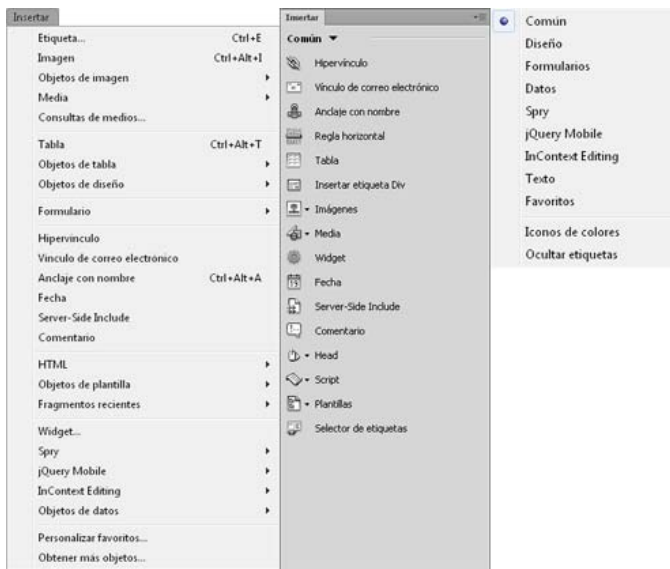 Insertar
Etiqueta... Ctrl+E
Imagen Ctrl+Alt+I
Objetos de imagen
Media
Consultas de medios...
Tabla Ctrl+Alt+T
Objetos de tabla
Objetos de diseño
Formulario
Hipervínculo
Vínculo de correo electrónico
Anclaje con nombre Ctrl+Alt+A
Fecha
Server-Side Include
Comentario
HTML
Objetos de plantilla
Fragmentos recientes
Widget...
Spry
jQuery Mobile
InContext Editing
Objetos de datos
Personalizar favoritos...
Obtener más objetos...
Insertar
Común
Hipervínculo
Vínculo de correo electrónico
Anclaje con nombre
Regla horizontal
Tabla
Insertar etiqueta Div
Imágenes
Media
Widget
Fecha
Server-Side Include
Comentario
Head
Script
Plantillas
Selector de etiquetas
Común
Diseño
Formularios
Datos
Spry
jQuery Mobile
InContext Editing
Texto
Favoritos
Iconos de colores
Ocultar etiquetas